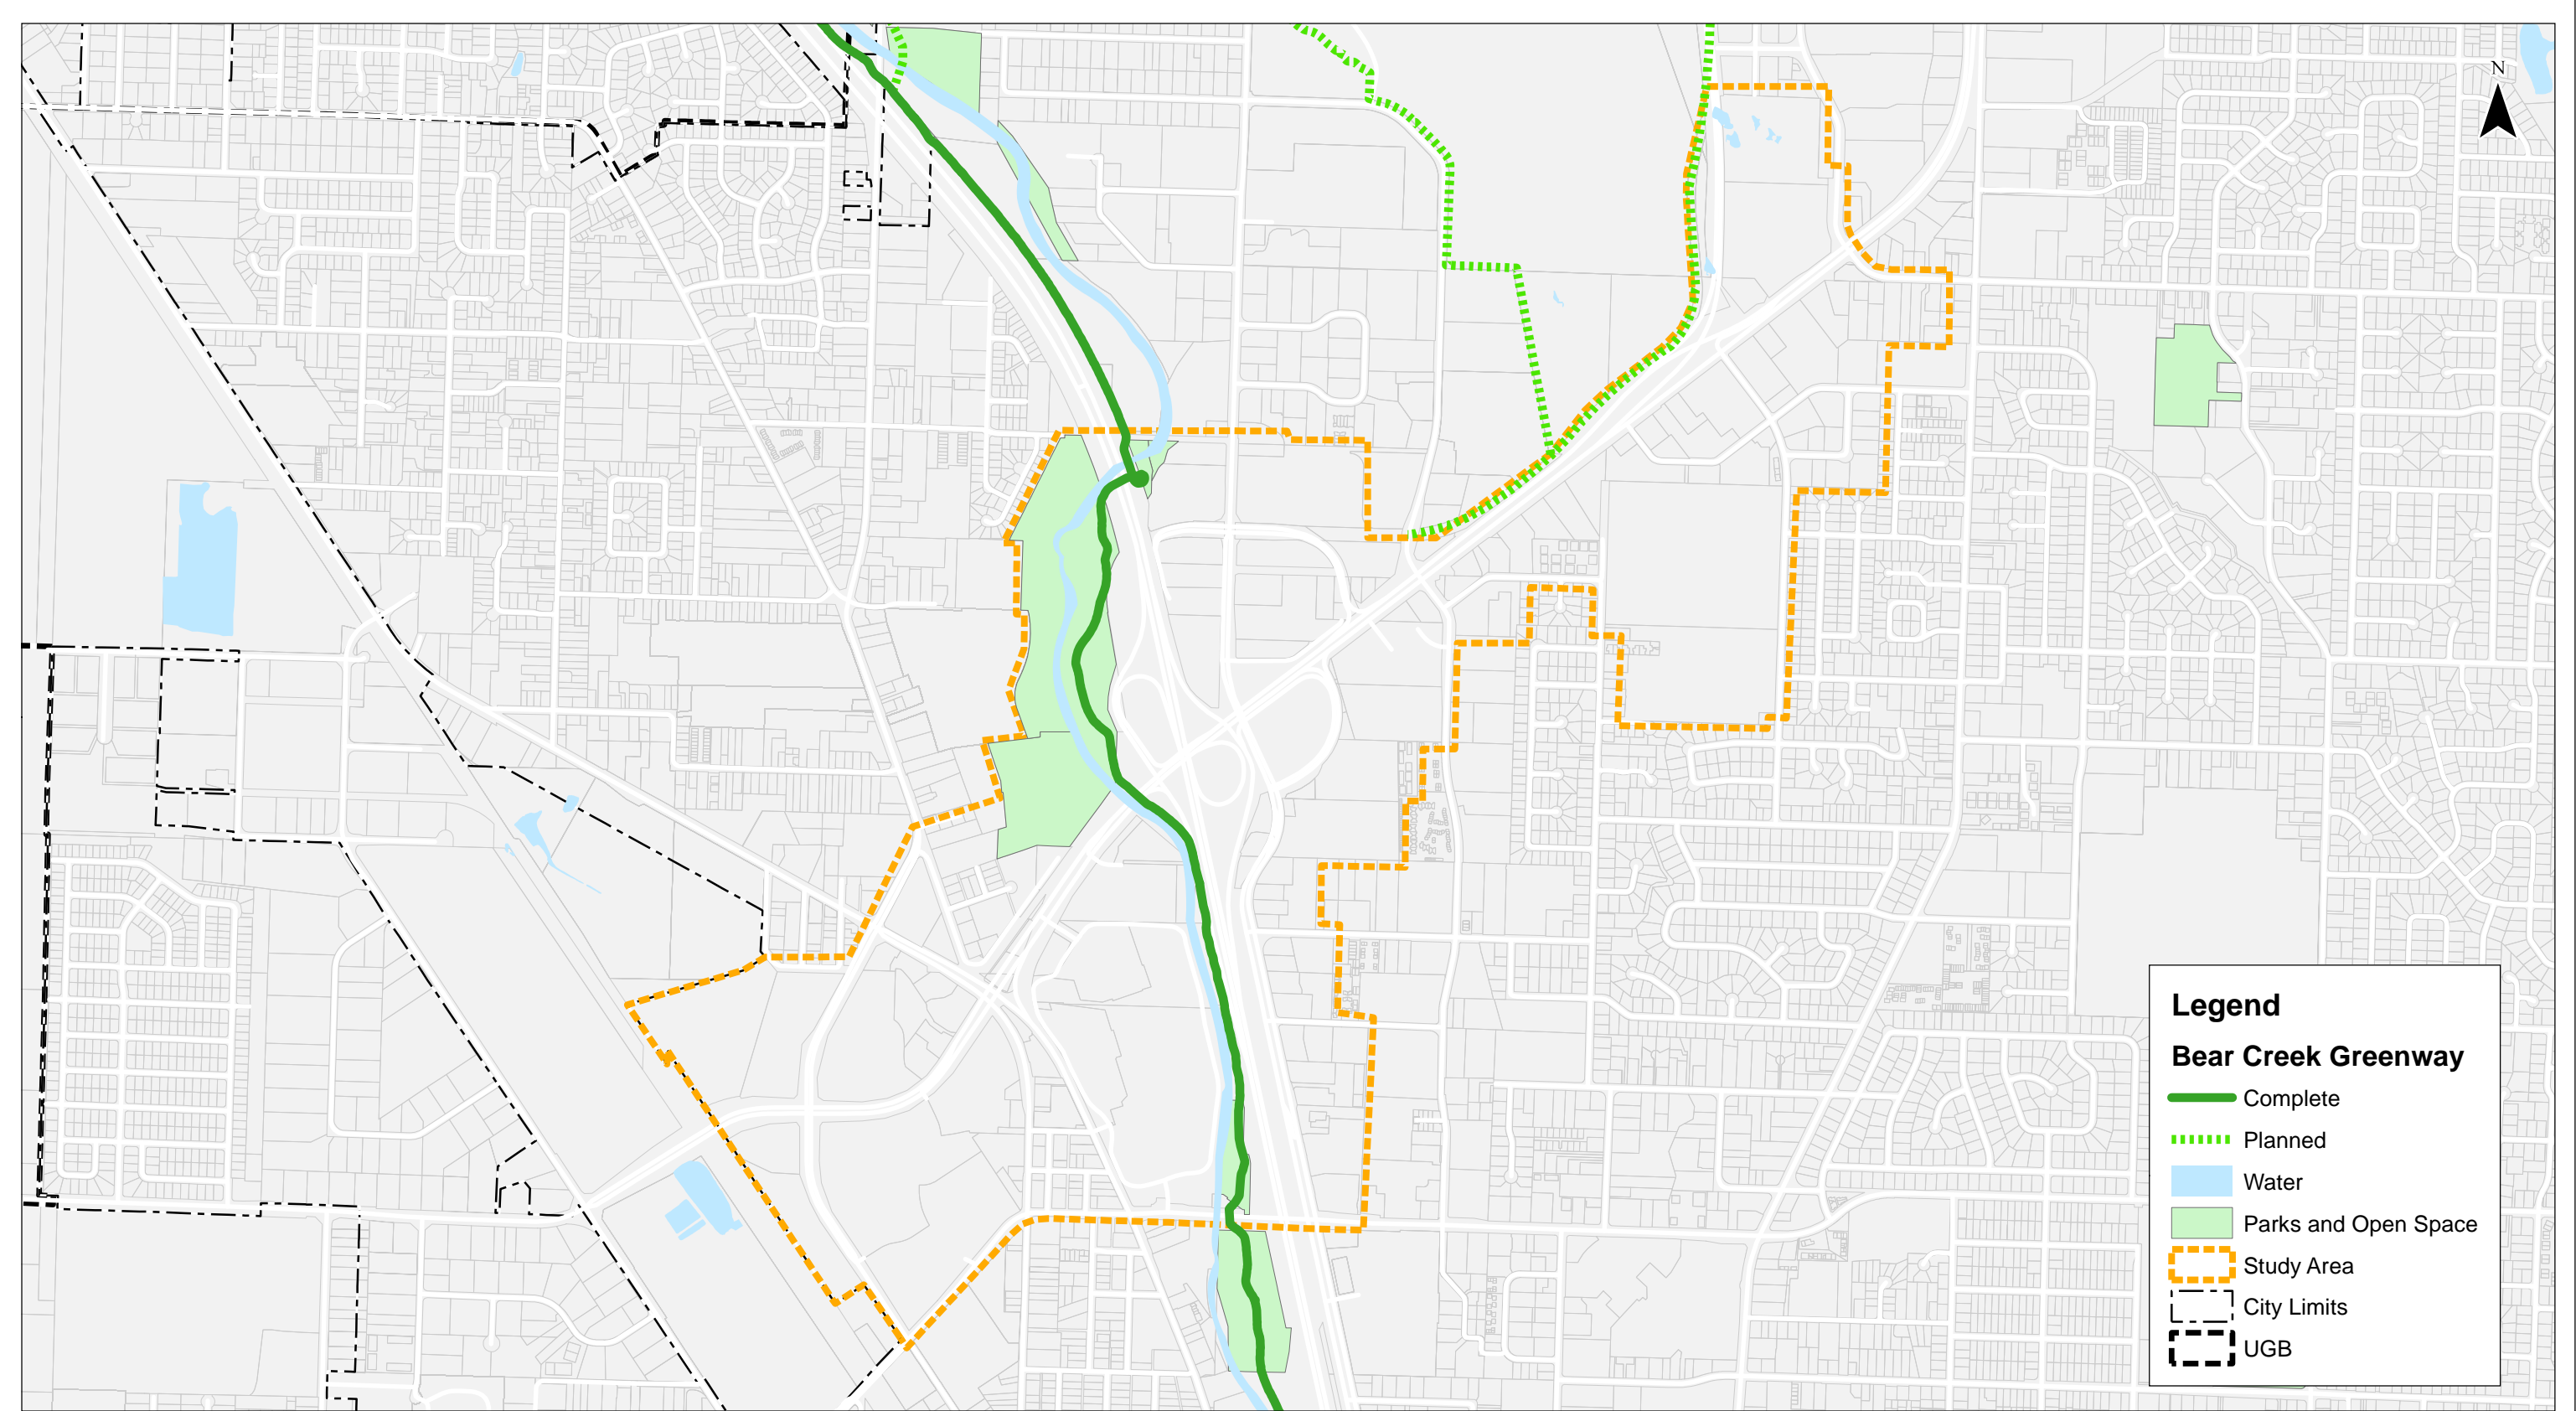 N
Legend
Bear Creek Greenway
Complete
Planned
Water
Parks and Open Space
Study Area
City Limits
UGB